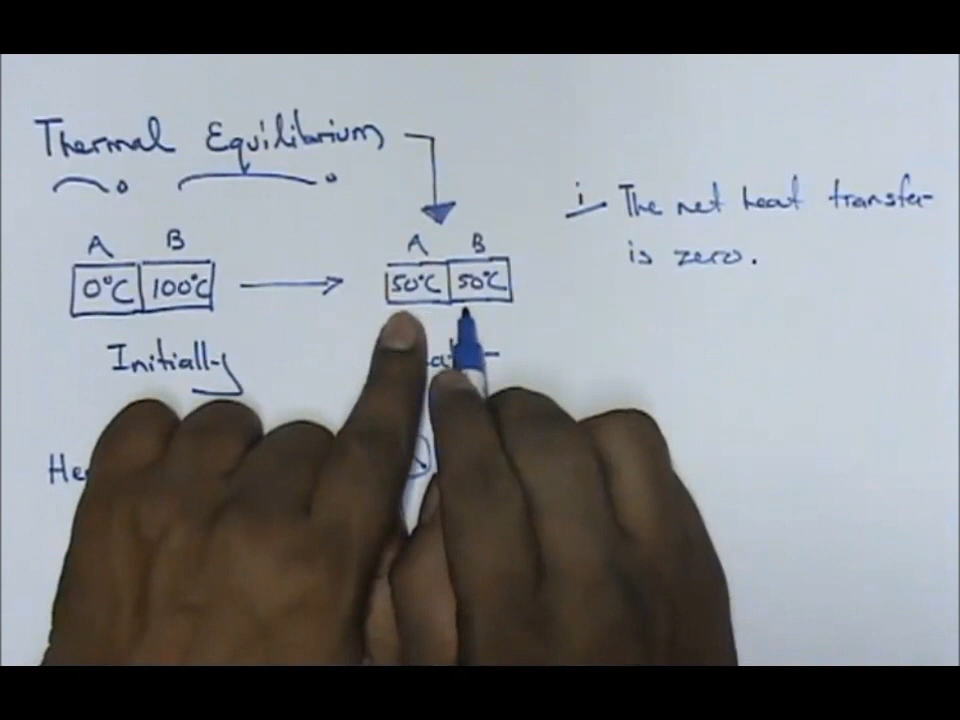 Thermal Equilibrium
A B
0°C 100°C
A B
50°C 50°C
Initially
i The net heat transfer
is zero.